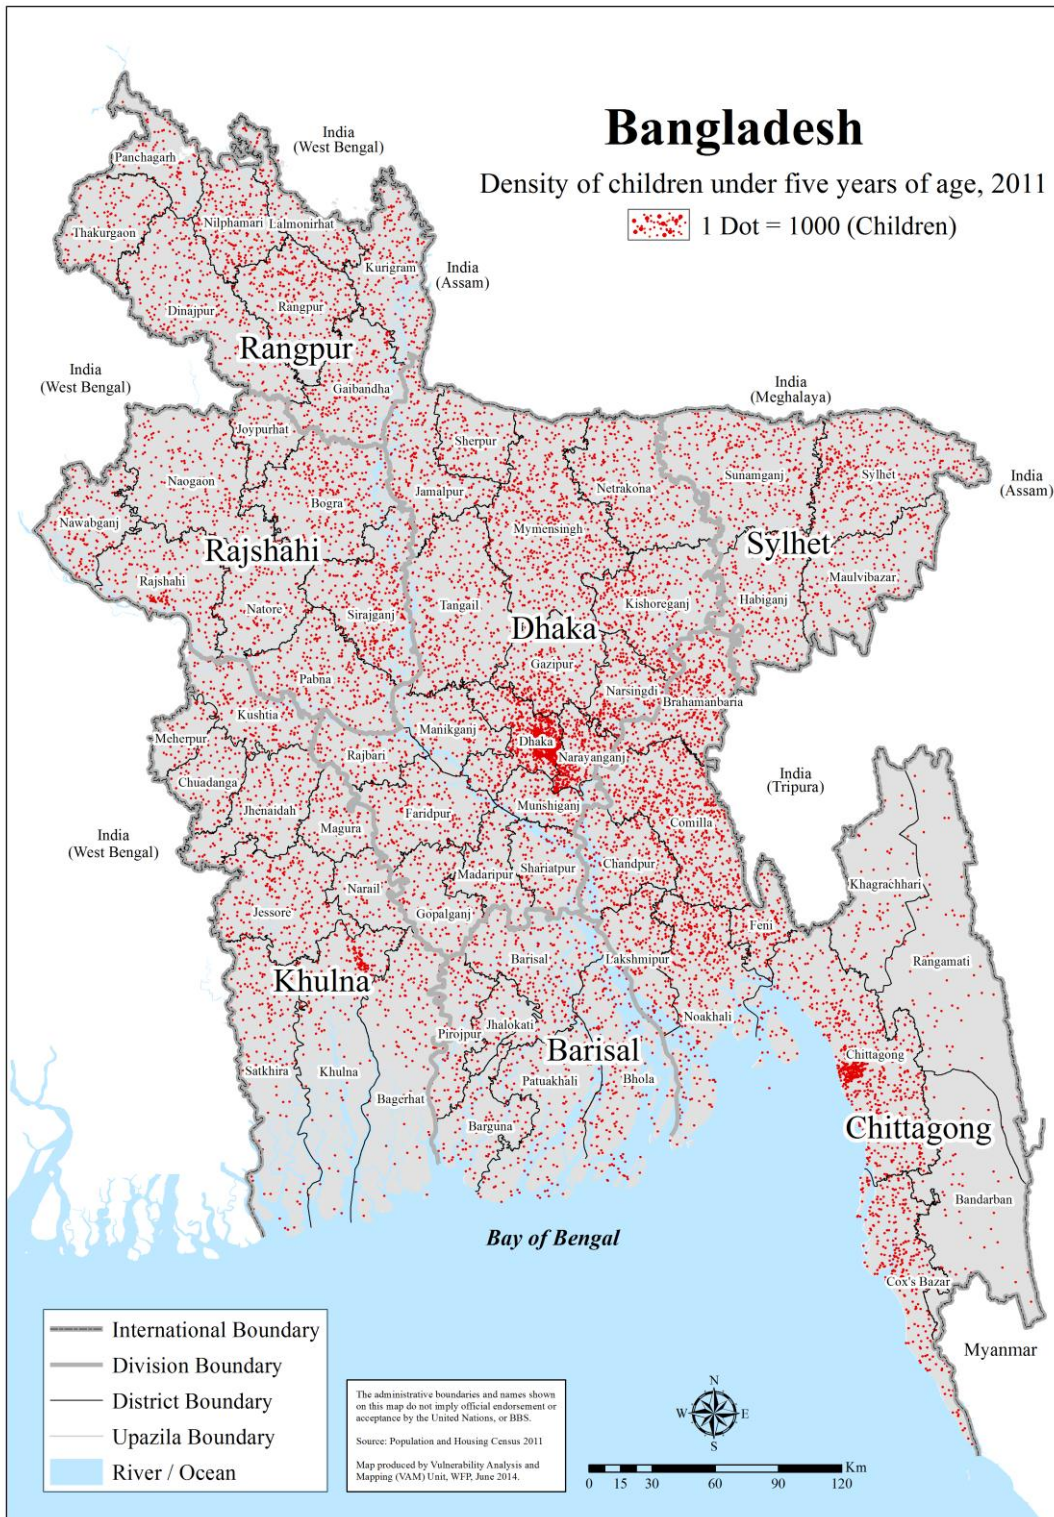 Bangladesh
Density of children under five years of age, 2011
1 Dot = 1000 (Children)
India
(West Bengal)
Panchagarh
Thakurgaon
Nilphamari
Lalmonirhat
Kurigram
India
(Assam)
Dinajpur
Rangpur
Rangpur
Gaibandha
India
(West Bengal)
India
(Meghalaya)
Joypurhat
Sherpur
Naogaon
Bogra
Jamalpur
Netrakona
Sunamganj
Sylhet
India
(Assam)
Nawabganj
Mymensingh
Rajshahi
Sylhet
Rajshahi
Maulvibazar
Natore
Sirajganj
Tangail
Kishoreganj
Habiganj
Dhaka
Gazipur
Pabna
Narsingdi
Brahamanbaria
Kushtia
Meherpur
Manikganj
Dhaka
Rajbari
Narayanganj
Chuadanga
India
(Tripura)
Jhenaidah
Faridpur
Munshiganj
Magura
Comilla
India
(West Bengal)
Chandpur
Shariatpur
Madaripur
Narail
Khagrachhari
Jessore
Gopalganj
Feni
Barisal
Lakshmipur
Rangamati
Khulna
Noakhali
Jhalokati
Pirojpur
Barisal
Chittagong
Satkhira
Khulna
Patuakhali
Bhola
Bagerhat
Barguna
Chittagong
Bandarban
Bay of Bengal
Cox's Bazar
Myanmar
International Boundary
Division Boundary
District Boundary
Upazila Boundary
River / Ocean
The administrative boundaries and names shown
on this map do not imply official endorsement or
acceptance by the United Nations, or BBS.
Source: Population and Housing Census 2011
Map produced by Vulnerability Analysis and
Mapping (VAM) Unit, WFP, June 2014.
N
W E
S
Km
0 15 30 60 90 120